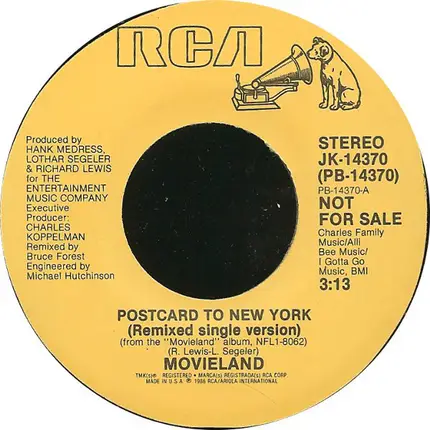 RCA
Produced by
HANK MEDRESS,
LOTHAR SEGELER
& RICHARD LEWIS
for THE
ENTERTAINMENT
MUSIC COMPANY
Executive
Producer:
CHARLES
KOPPELMAN
Remixed by
Bruce Forest
Engineered by
Michael Hutchinson
STEREO
JK-14370
(PB-14370)
PB-14370-A
NOT
FOR SALE
Charles Family
Music/Alli
Bee Music/
I Gotta Go
Music, BMI
3:13
POSTCARD TO NEW YORK
(Remixed single version)
(from the "Movieland" album, NFL1-8062)
(R. Lewis-L. Segeler)
MOVIELAND
TMK(S) ® REGISTERED • MARCA(S) REGISTRADA(S) RCA CORP.
MADE IN U.S.A. ℗ 1986 RCA/ARIOLA INTERNATIONAL